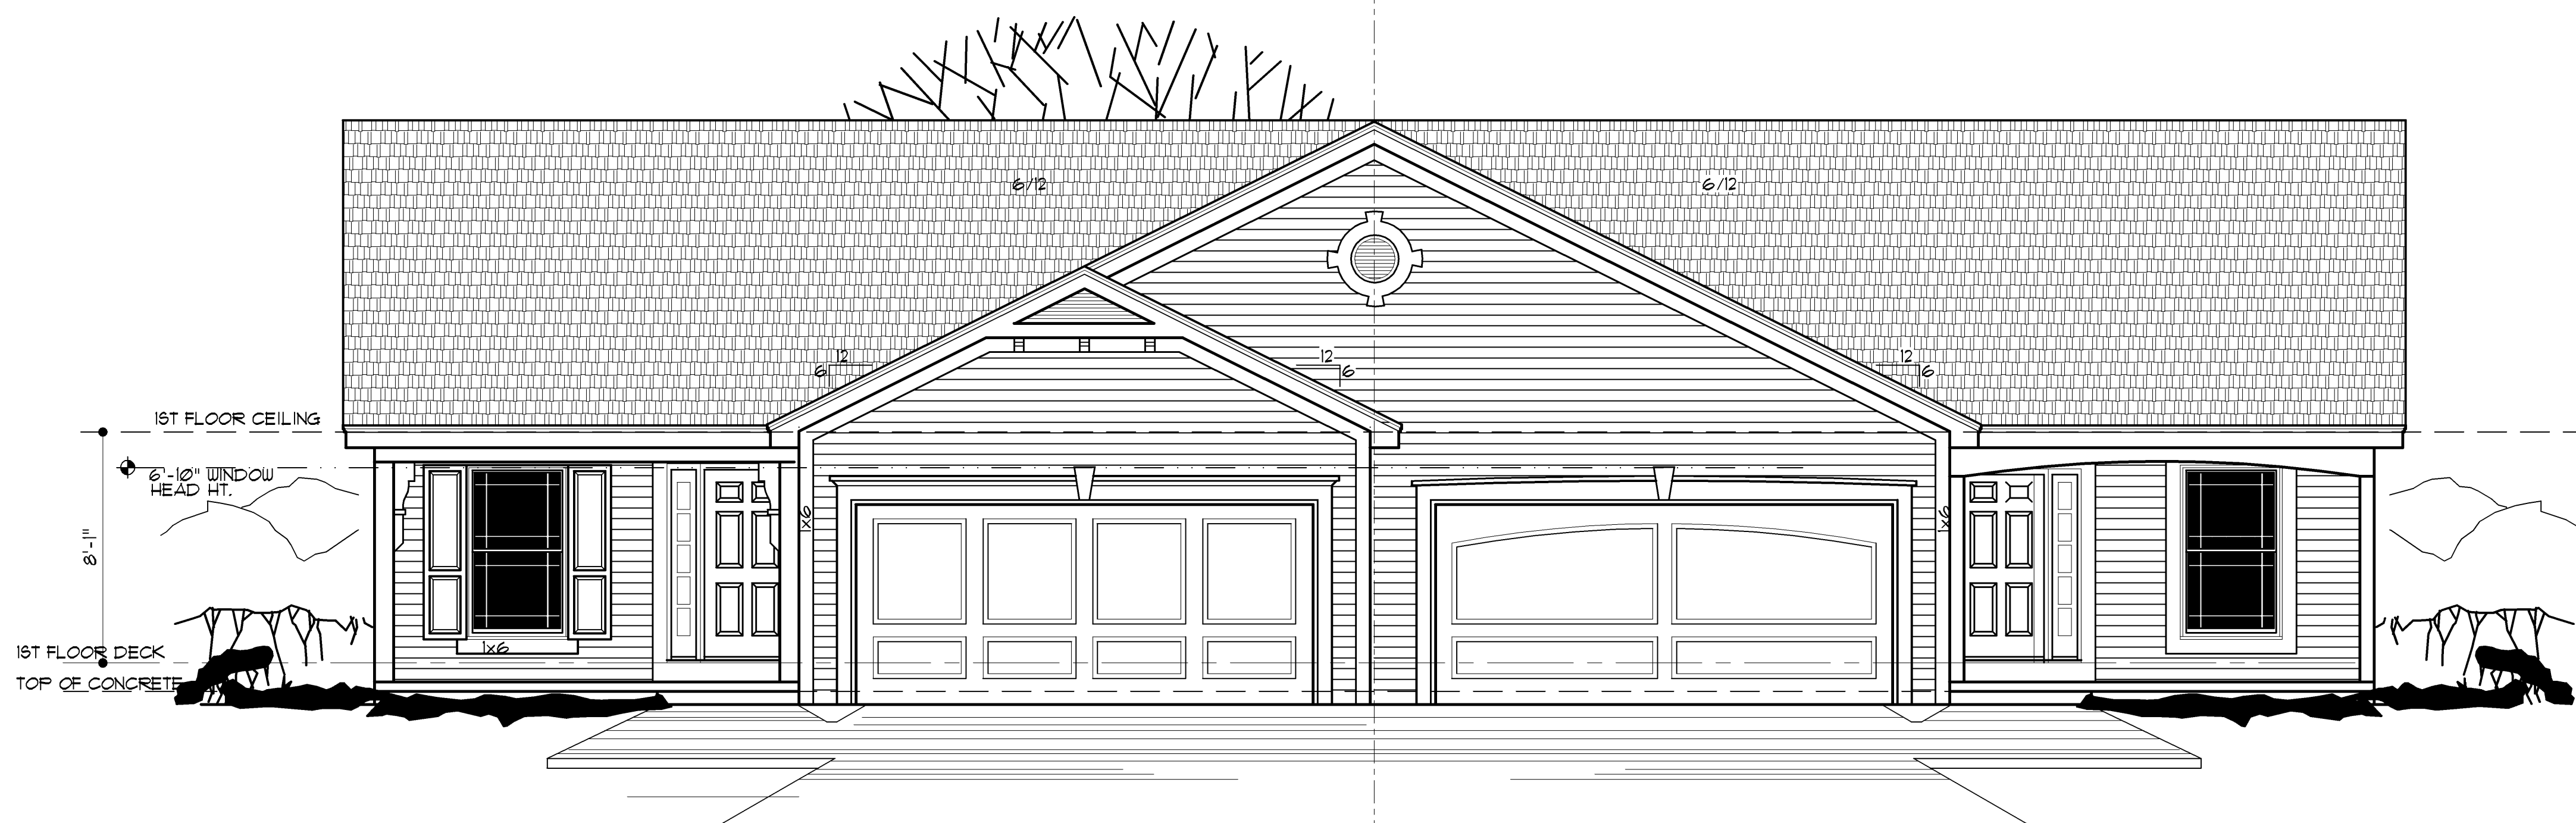 6/12
6/12
12
6
12
6
12
6
1ST FLOOR CEILING
6'-10" WINDOW
HEAD HT.
8'-1"
1x6
1x6
1x6
1ST FLOOR DECK
TOP OF CONCRETE